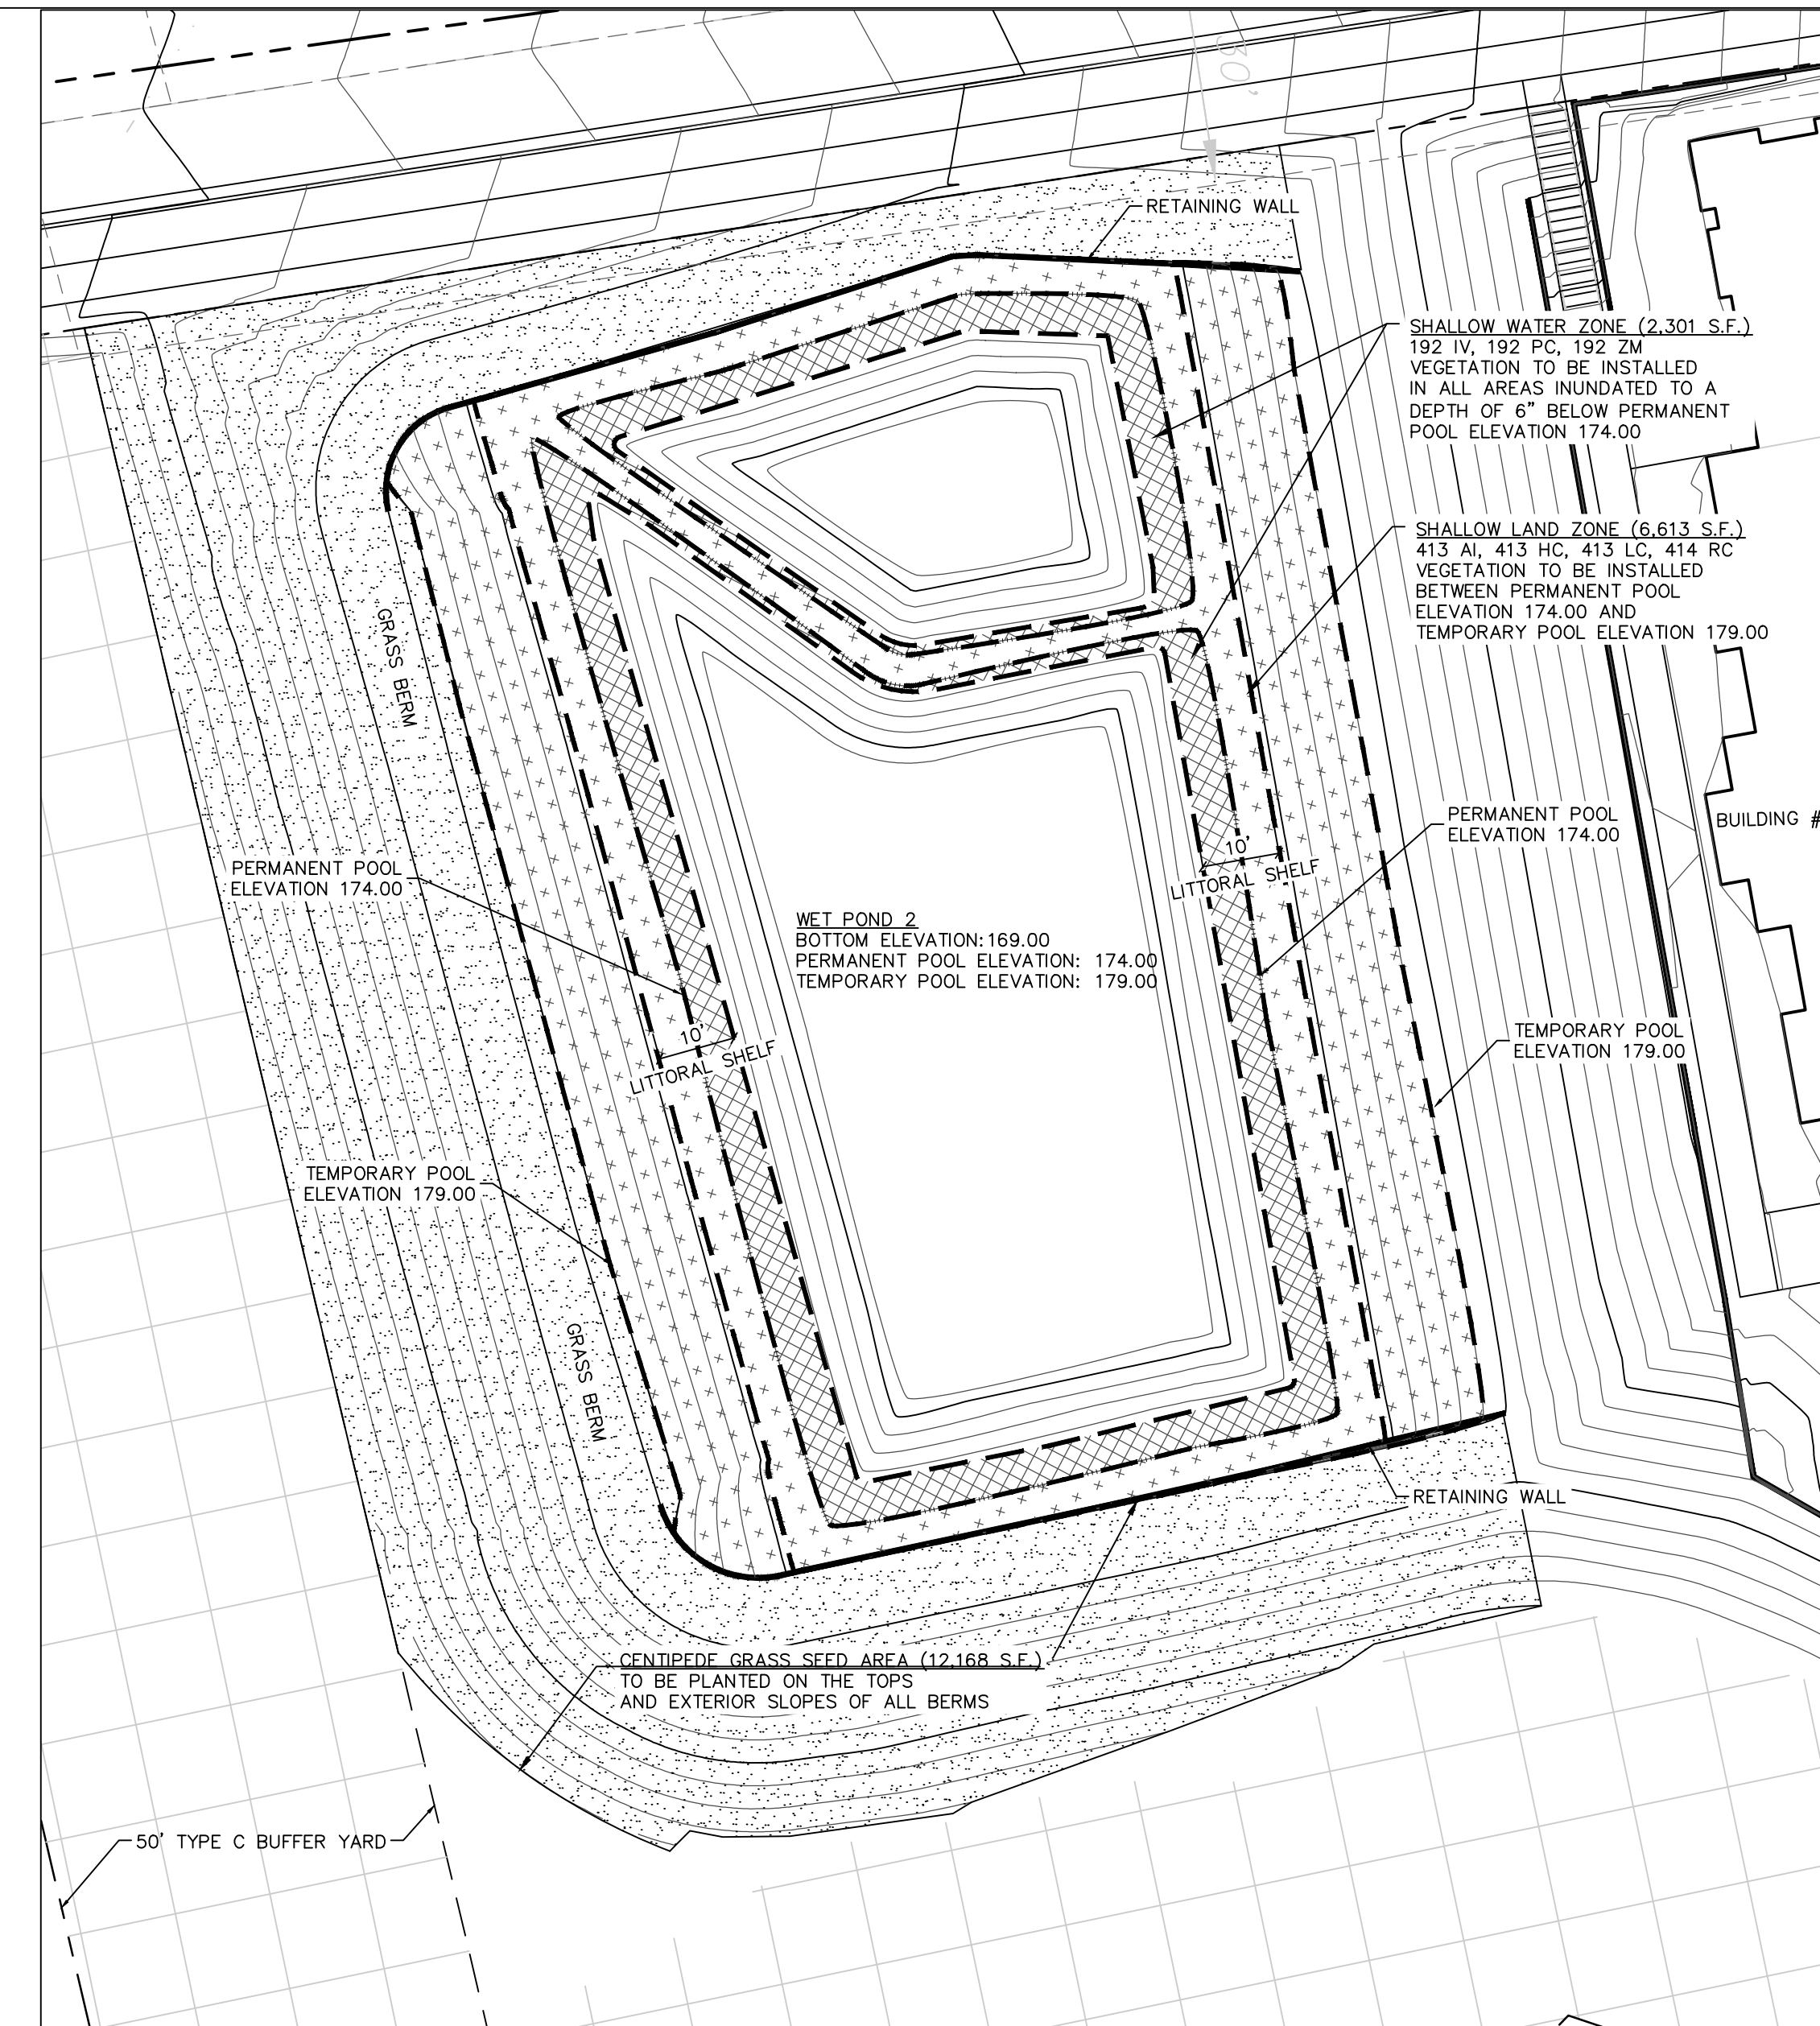 RETAINING WALL
SHALLOW WATER ZONE (2,301 S.F.)
192 IV, 192 PC, 192 ZM
VEGETATION TO BE INSTALLED
IN ALL AREAS INUNDATED TO A
DEPTH OF 6” BELOW PERMANENT
POOL ELEVATION 174.00
SHALLOW LAND ZONE (6,613 S.F.)
413 AI, 413 HC, 413 LC, 414 RC
VEGETATION TO BE INSTALLED
BETWEEN PERMANENT POOL
ELEVATION 174.00 AND
TEMPORARY POOL ELEVATION 179.00
GRASS BERM
PERMANENT POOL
ELEVATION 174.00
BUILDING #
10'
LITTORAL SHELF
PERMANENT POOL
ELEVATION 174.00
WET POND 2
BOTTOM ELEVATION: 169.00
PERMANENT POOL ELEVATION: 174.00
TEMPORARY POOL ELEVATION: 179.00
10'
LITTORAL SHELF
TEMPORARY POOL
ELEVATION 179.00
TEMPORARY POOL
ELEVATION 179.00
GRASS BERM
RETAINING WALL
CENTIPEDE GRASS SEED AREA (12,168 S.F.)
TO BE PLANTED ON THE TOPS
AND EXTERIOR SLOPES OF ALL BERMS
50' TYPE C BUFFER YARD